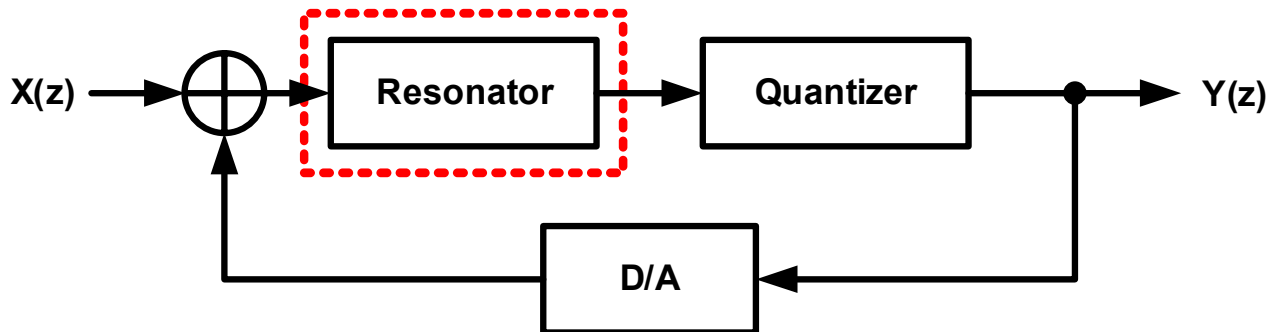 X(z)
Resonator
Quantizer
Y(z)
D/A